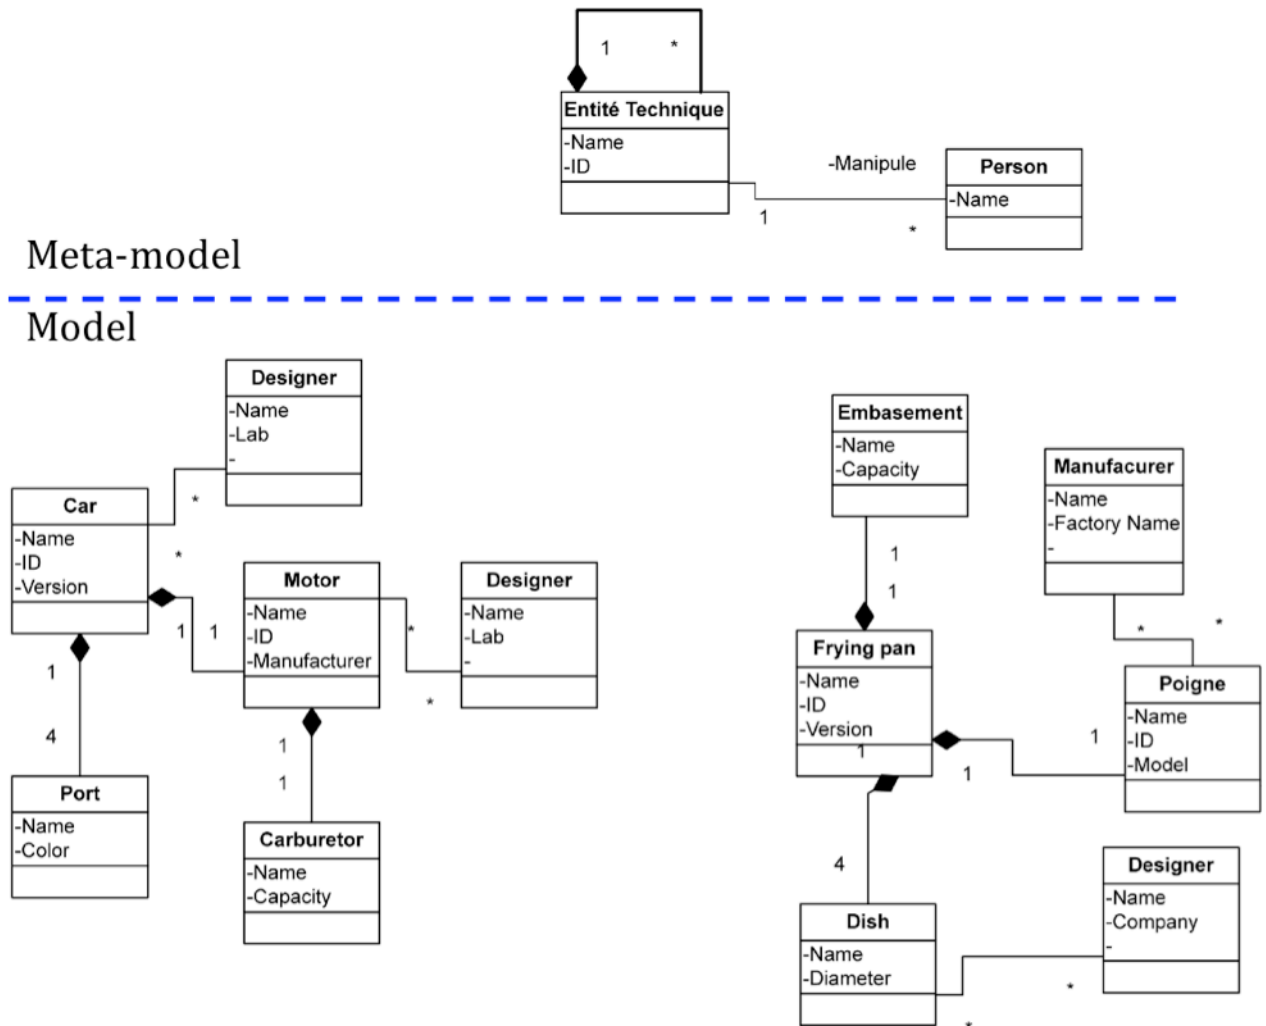 1 *
Entité Technique
-Name
-ID
-Manipule
1
*
Person
-Name
Meta-model
Model
Designer
-Name
-Lab
-
*
Car
-Name
-ID
-Version
*
1 1
1
4
Port
-Name
-Color
Motor
-Name
-ID
-Manufacturer
*
*
Designer
-Name
-Lab
-
1
1
Carburetor
-Name
-Capacity
Embasement
-Name
-Capacity
1
1
Manufacurer
-Name
-Factory Name
-
* *
Frying pan
-Name
-ID
-Version
1
1
1
Poigne
-Name
-ID
-Model
4
Dish
-Name
-Diameter
Designer
-Name
-Company
-
*
*